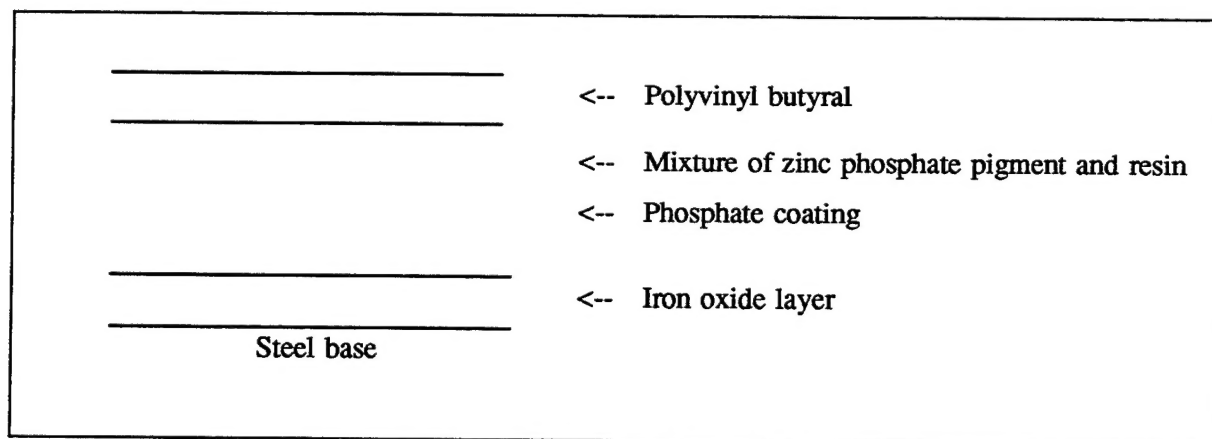 <-- Polyvinyl butyral
<-- Mixture of zinc phosphate pigment and resin
<-- Phosphate coating
<-- Iron oxide layer
Steel base